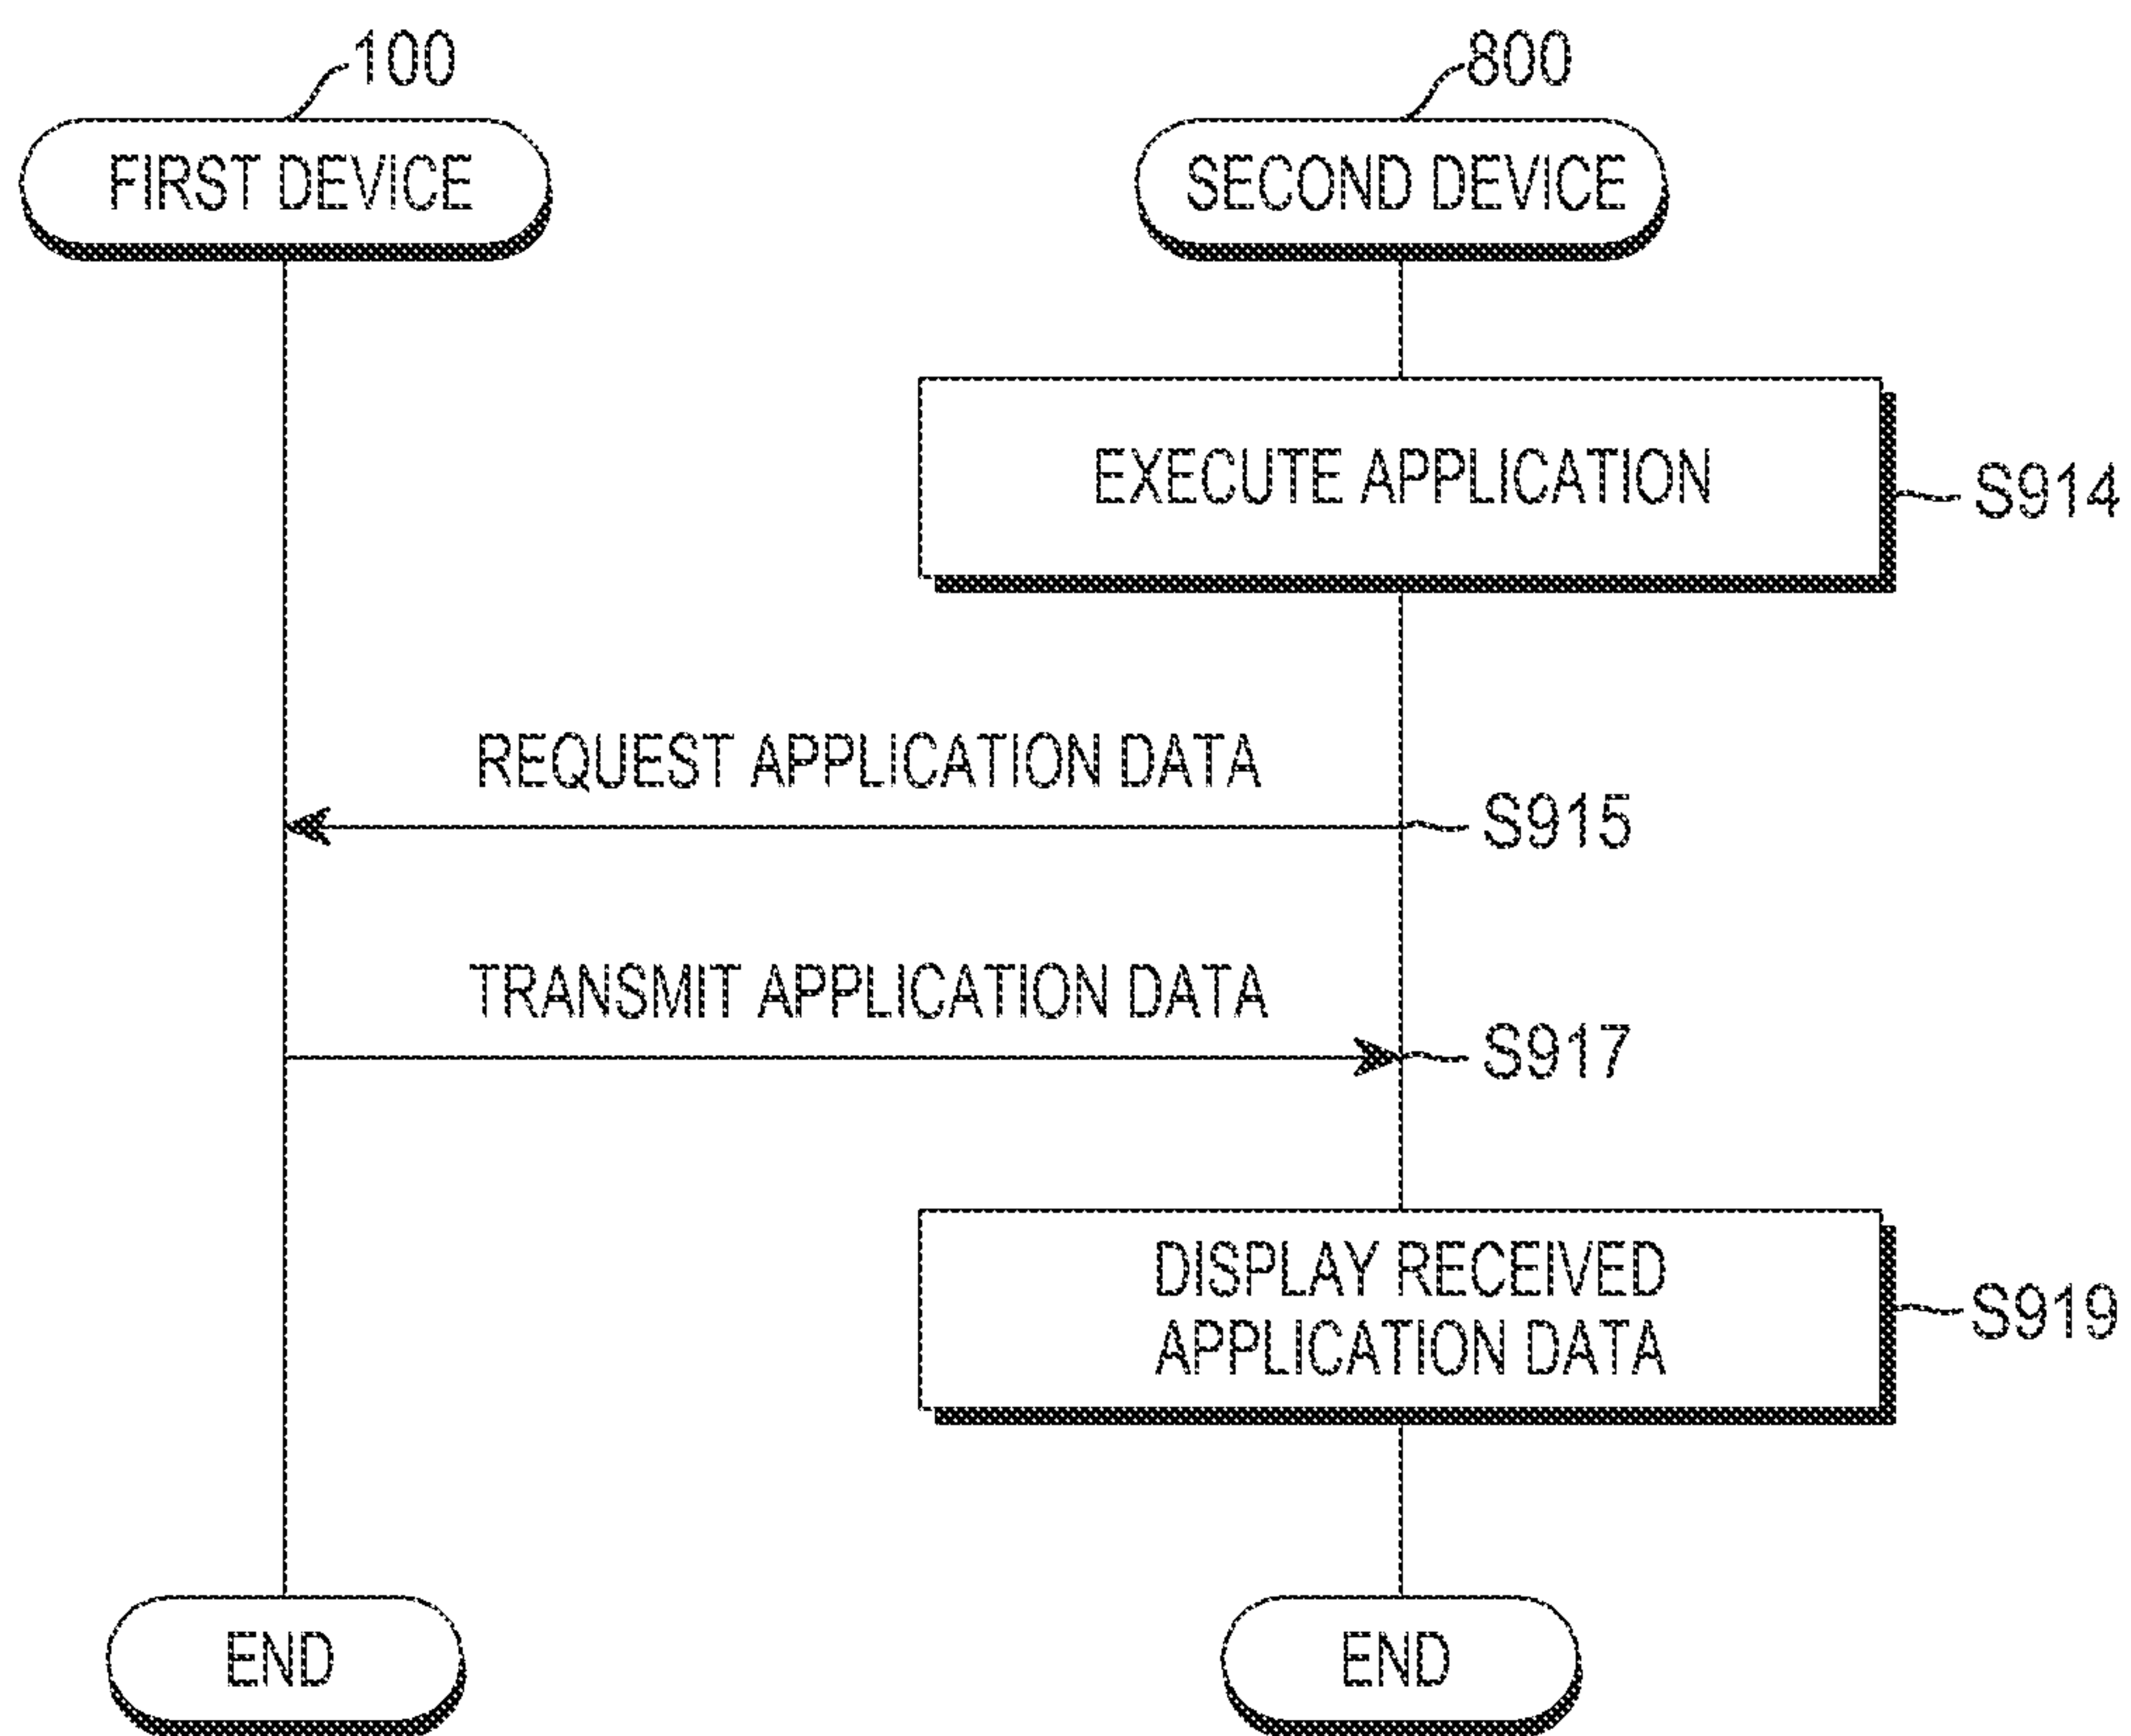 100
800
FIRST DEVICE
SECOND DEVICE
EXECUTE APPLICATION
S914
REQUEST APPLICATION DATA
S915
TRANSMIT APPLICATION DATA
S917
DISPLAY RECEIVED
APPLICATION DATA
S919
END
END